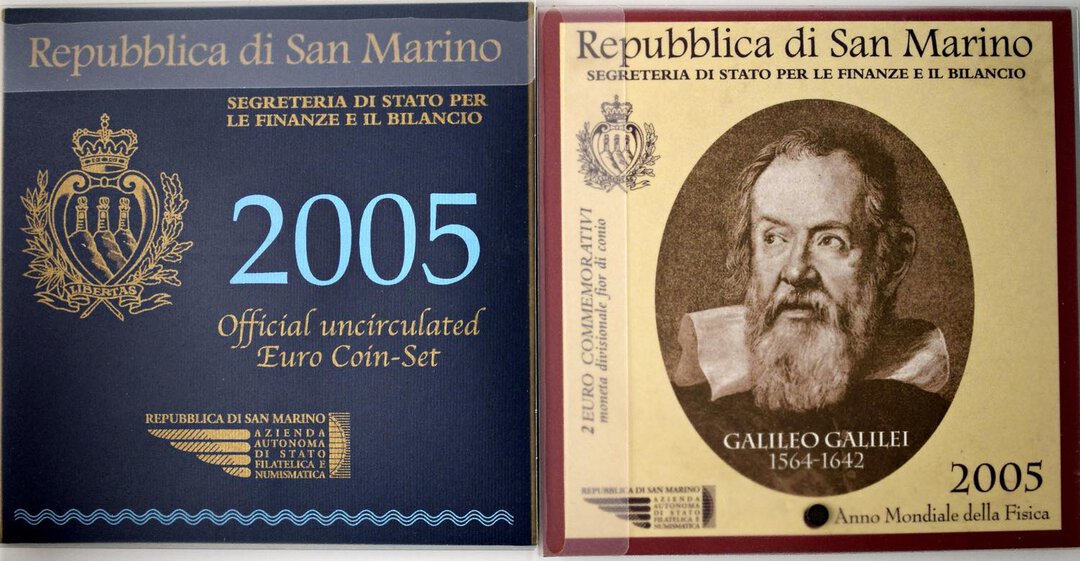 Repubblica di San Marino
SEGRETERIA DI STATO PER
LE FINANZE E IL BILANCIO
LIBERTAS
2005
Official uncirculated
Euro Coin-Set
REPUBBLICA DI SAN MARINO
AZIENDA
AUTONOMA
DI STATO
FILATELICA E
NUMISMATICA
Repubblica di San Marino
SEGRETERIA DI STATO PER LE FINANZE E IL BILANCIO
LIBERTAS
2 EURO COMMEMORATIVI
moneta divisionale fior di conio
GALILEO GALILEI
1564-1642
2005
Anno Mondiale della Fisica
REPUBBLICA DI SAN MARINO
AZIENDA
AUTONOMA
DI STATO
FILATELICA E
NUMISMATICA